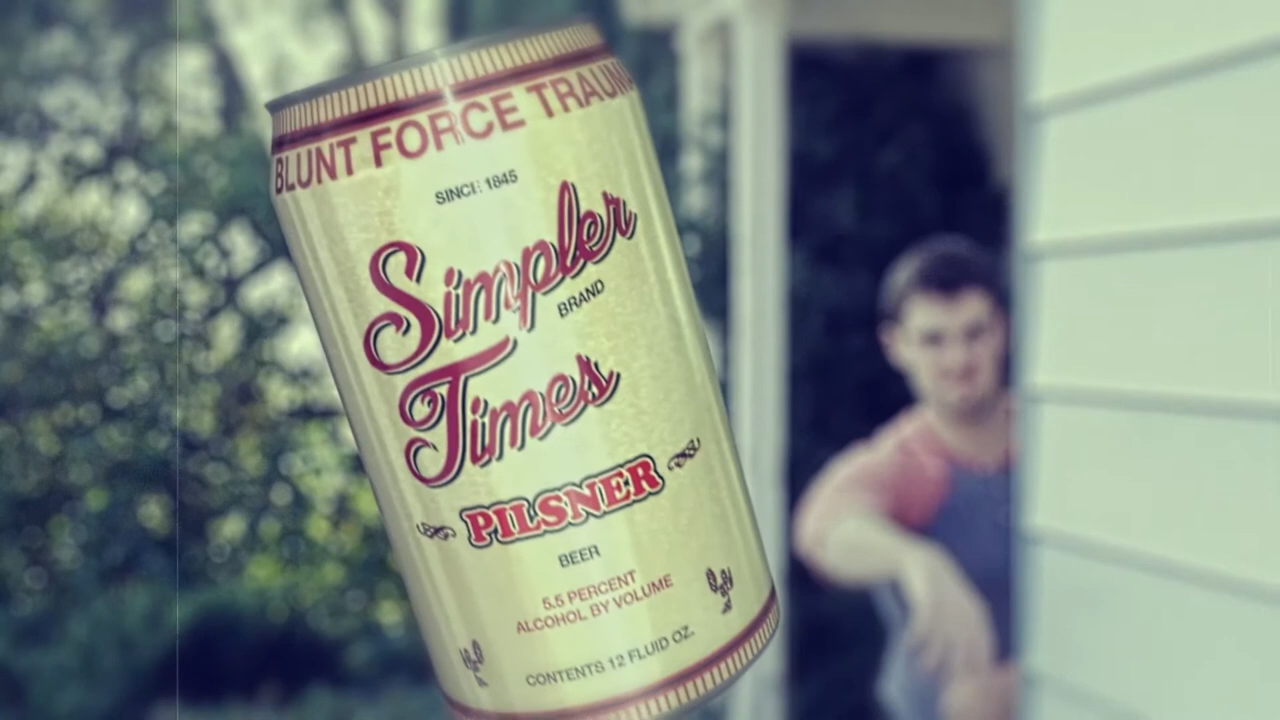 BLUNT FORCE TRAUM
SINCE 1845
Simpler
BRAND
Times
PILSNER
BEER
5.5 PERCENT
ALCOHOL BY VOLUME
CONTENTS 12 FLUID OZ.